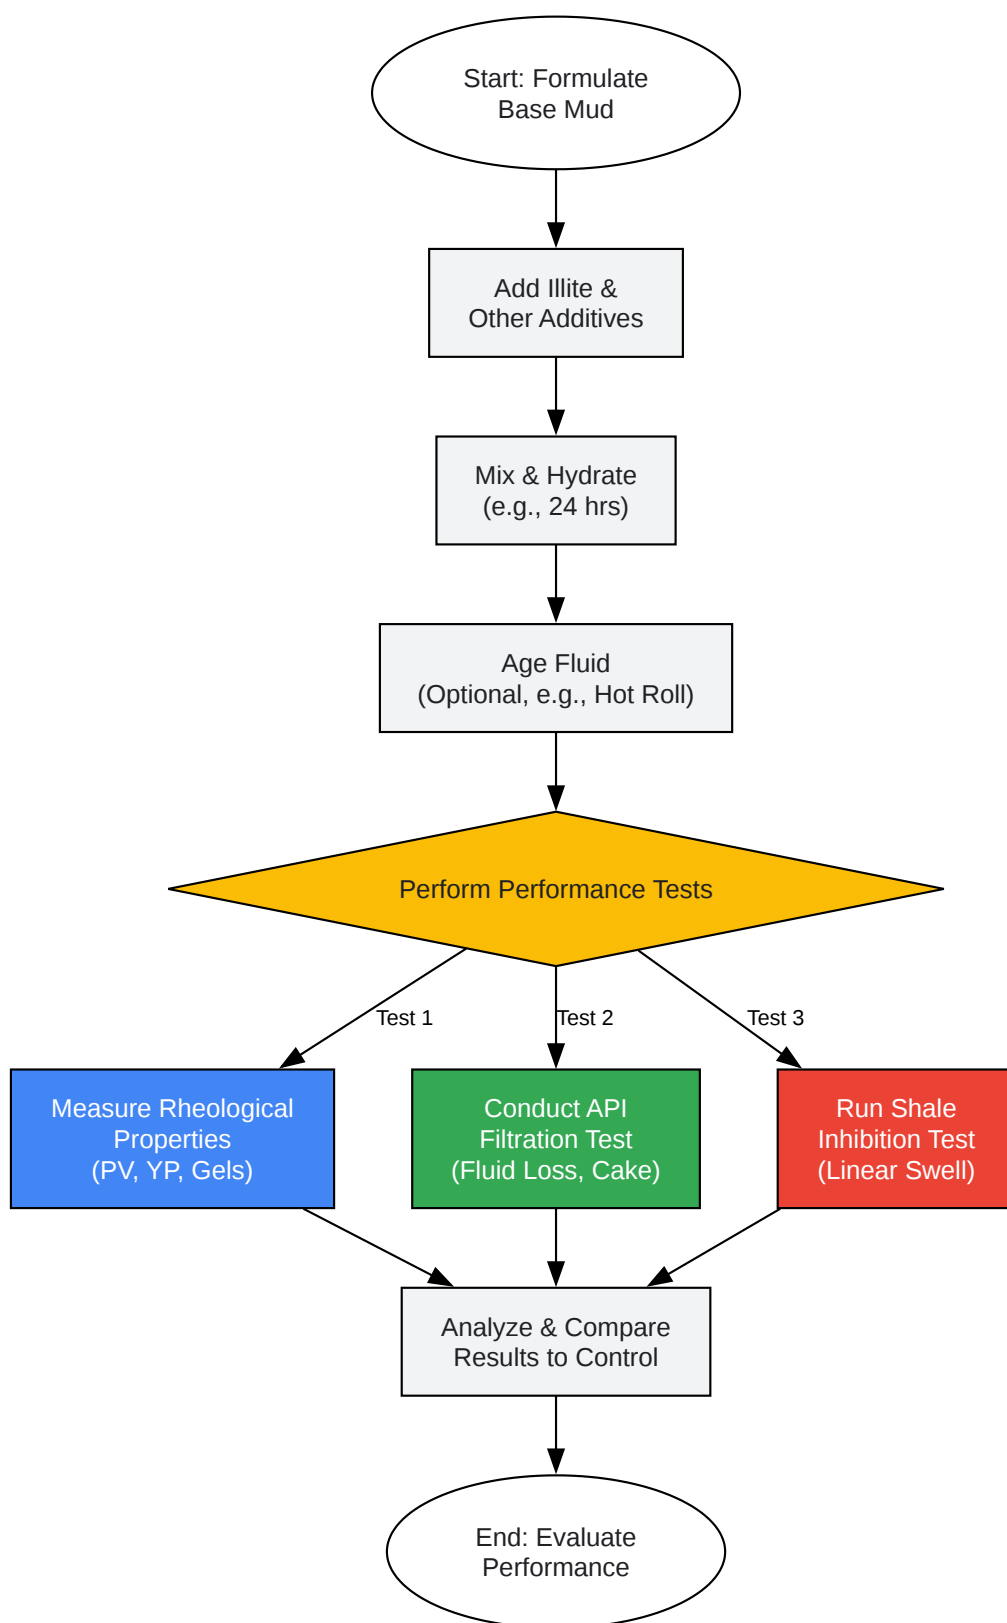 Start: Formulate
Base Mud
Add Illite &
Other Additives
Mix & Hydrate
(e.g., 24 hrs)
Age Fluid
(Optional, e.g., Hot Roll)
Perform Performance Tests
Test 1
Test 2
Test 3
Measure Rheological
Properties
(PV, YP, Gels)
Conduct API
Filtration Test
(Fluid Loss, Cake)
Run Shale
Inhibition Test
(Linear Swell)
Analyze & Compare
Results to Control
End: Evaluate
Performance